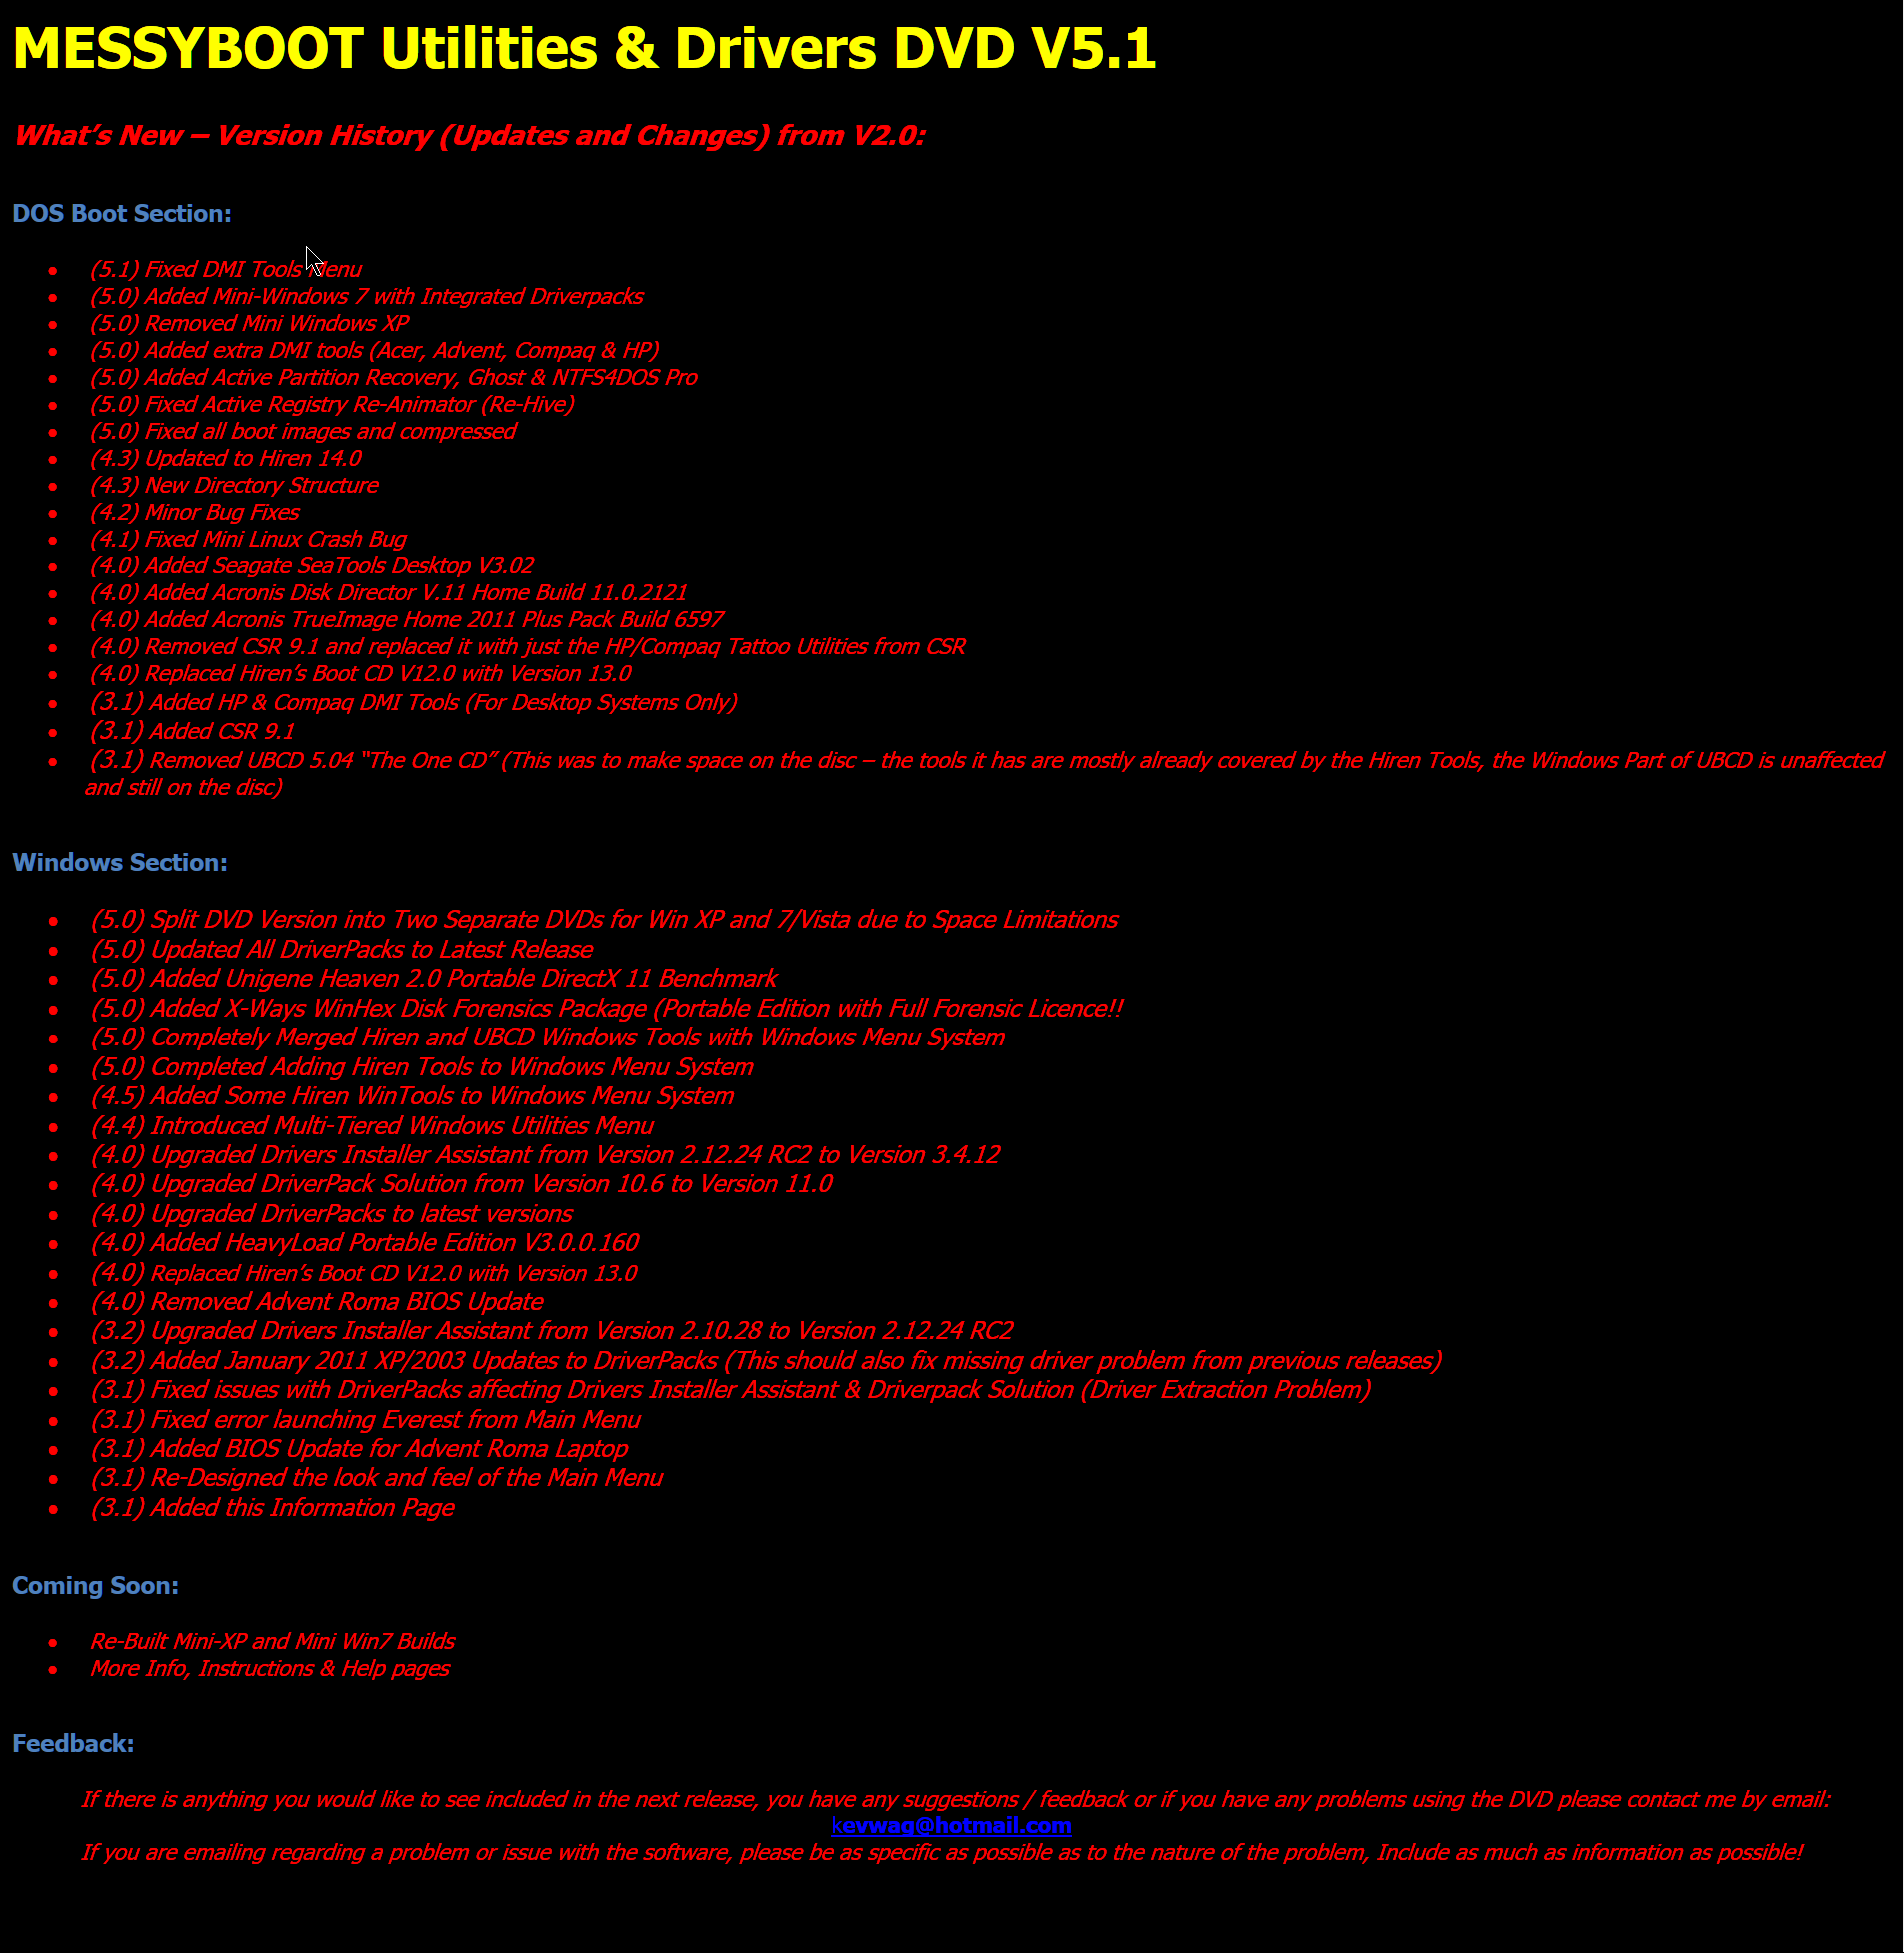 MESSYBOOT Utilities & Drivers DVD V5.1
What’s New – Version History (Updates and Changes) from V2.0:
DOS Boot Section:
• (5.1) Fixed DMI Tools Menu
• (5.0) Added Mini-Windows 7 with Integrated Driverpacks
• (5.0) Removed Mini Windows XP
• (5.0) Added extra DMI tools (Acer, Advent, Compaq & HP)
• (5.0) Added Active Partition Recovery, Ghost & NTFS4DOS Pro
• (5.0) Fixed Active Registry Re-Animator (Re-Hive)
• (5.0) Fixed all boot images and compressed
• (4.3) Updated to Hiren 14.0
• (4.3) New Directory Structure
• (4.2) Minor Bug Fixes
• (4.1) Fixed Mini Linux Crash Bug
• (4.0) Added Seagate SeaTools Desktop V3.02
• (4.0) Added Acronis Disk Director V.11 Home Build 11.0.2121
• (4.0) Added Acronis TrueImage Home 2011 Plus Pack Build 6597
• (4.0) Removed CSR 9.1 and replaced it with just the HP/Compaq Tattoo Utilities from CSR
• (4.0) Replaced Hiren’s Boot CD V12.0 with Version 13.0
• (3.1) Added HP & Compaq DMI Tools (For Desktop Systems Only)
• (3.1) Added CSR 9.1
• (3.1) Removed UBCD 5.04 “The One CD” (This was to make space on the disc – the tools it has are mostly already covered by the Hiren Tools, the Windows Part of UBCD is unaffected
and still on the disc)
Windows Section:
• (5.0) Split DVD Version into Two Separate DVDs for Win XP and 7/Vista due to Space Limitations
• (5.0) Updated All DriverPacks to Latest Release
• (5.0) Added Unigene Heaven 2.0 Portable DirectX 11 Benchmark
• (5.0) Added X-Ways WinHex Disk Forensics Package (Portable Edition with Full Forensic Licence!!
• (5.0) Completely Merged Hiren and UBCD Windows Tools with Windows Menu System
• (5.0) Completed Adding Hiren Tools to Windows Menu System
• (4.5) Added Some Hiren WinTools to Windows Menu System
• (4.4) Introduced Multi-Tiered Windows Utilities Menu
• (4.0) Upgraded Drivers Installer Assistant from Version 2.12.24 RC2 to Version 3.4.12
• (4.0) Upgraded DriverPack Solution from Version 10.6 to Version 11.0
• (4.0) Upgraded DriverPacks to latest versions
• (4.0) Added HeavyLoad Portable Edition V3.0.0.160
• (4.0) Replaced Hiren’s Boot CD V12.0 with Version 13.0
• (4.0) Removed Advent Roma BIOS Update
• (3.2) Upgraded Drivers Installer Assistant from Version 2.10.28 to Version 2.12.24 RC2
• (3.2) Added January 2011 XP/2003 Updates to DriverPacks (This should also fix missing driver problem from previous releases)
• (3.1) Fixed issues with DriverPacks affecting Drivers Installer Assistant & Driverpack Solution (Driver Extraction Problem)
• (3.1) Fixed error launching Everest from Main Menu
• (3.1) Added BIOS Update for Advent Roma Laptop
• (3.1) Re-Designed the look and feel of the Main Menu
• (3.1) Added this Information Page
Coming Soon:
• Re-Built Mini-XP and Mini Win7 Builds
• More Info, Instructions & Help pages
Feedback:
If there is anything you would like to see included in the next release, you have any suggestions / feedback or if you have any problems using the DVD please contact me by email:
kevwag@hotmail.com
If you are emailing regarding a problem or issue with the software, please be as specific as possible as to the nature of the problem, Include as much as information as possible!